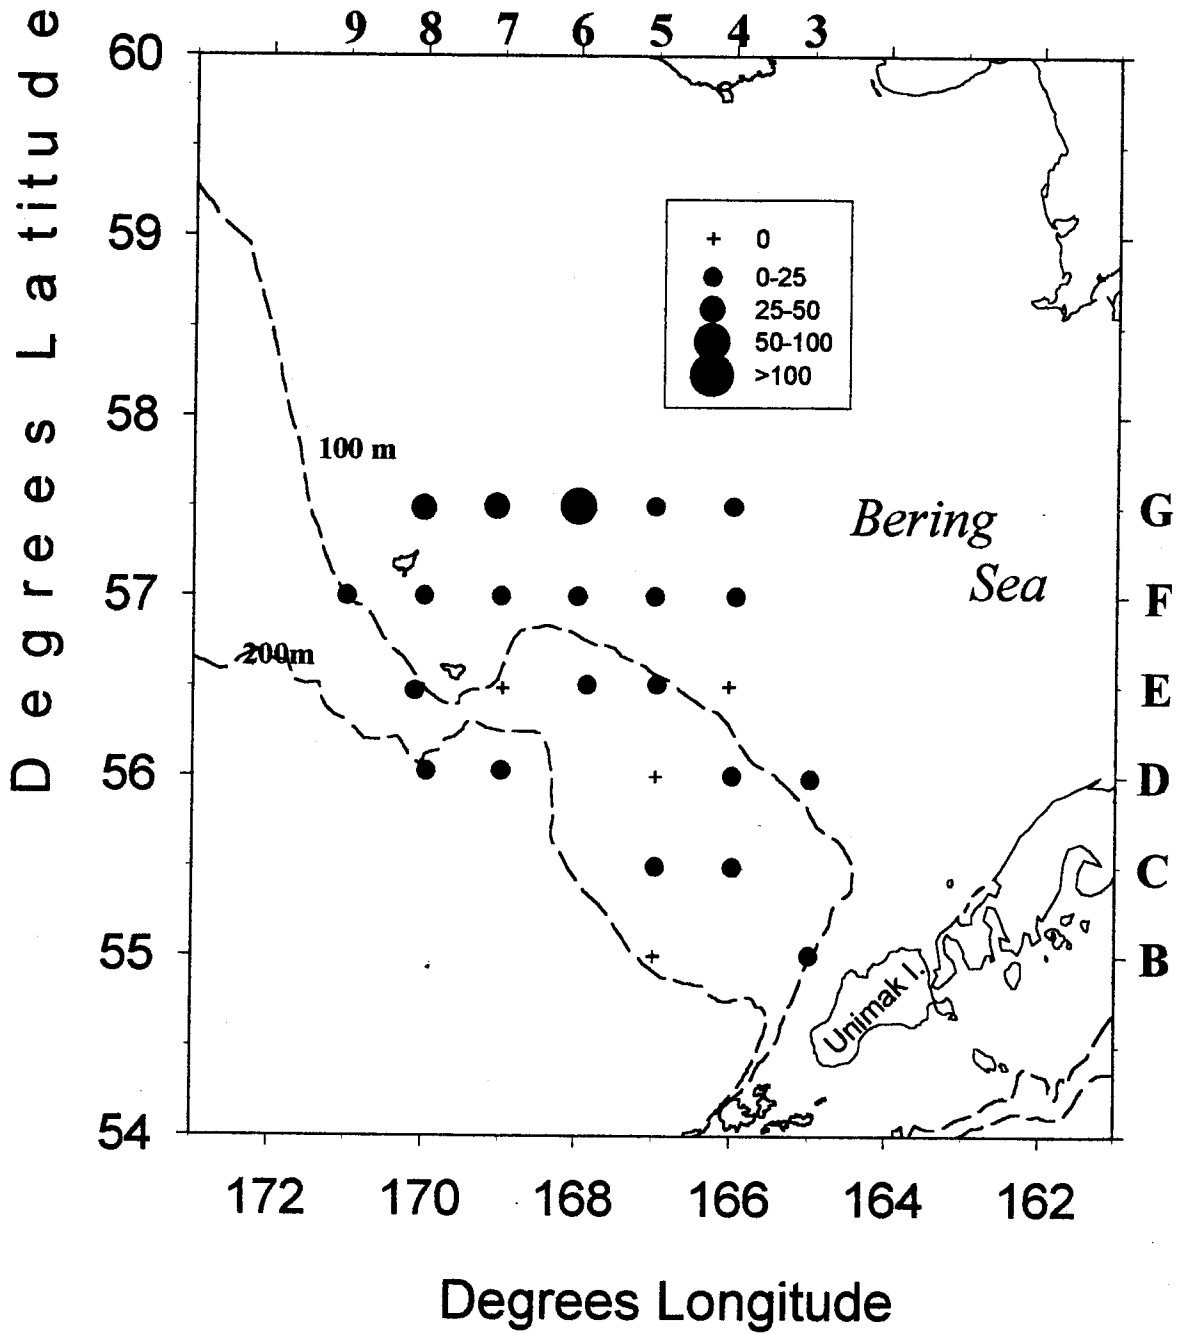 9 8 7 6 5 4 3
Degrees Latitude
60
59
58
57
56
55
54
0
0-25
25-50
50-100
>100
100 m
200m
Bering
Sea
G
F
E
D
C
B
Unimak I.
172 170 168 166 164 162
Degrees Longitude